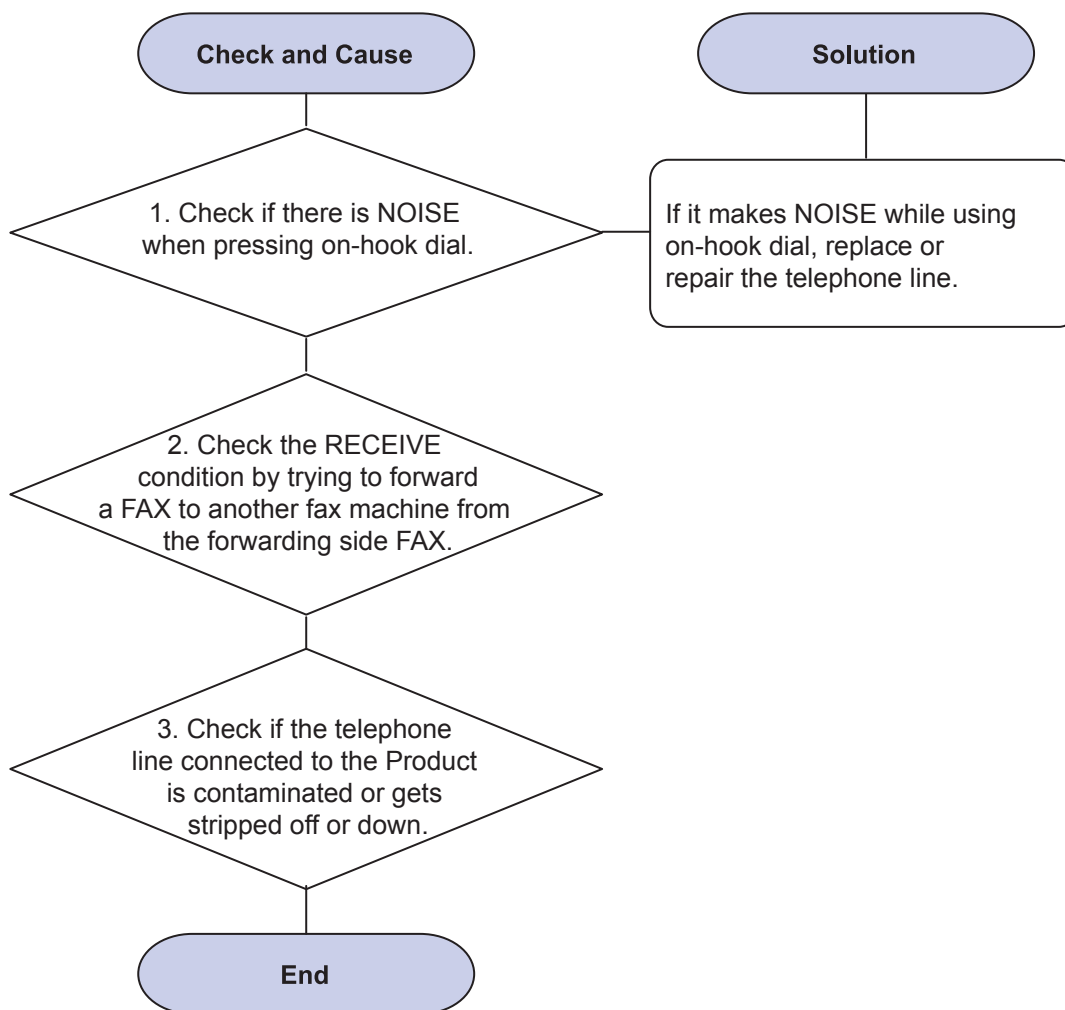 Check and Cause
Solution
1. Check if there is NOISE
when pressing on-hook dial.
If it makes NOISE while using
on-hook dial, replace or
repair the telephone line.
2. Check the RECEIVE
condition by trying to forward
a FAX to another fax machine from
the forwarding side FAX.
3. Check if the telephone
line connected to the Product
is contaminated or gets
stripped off or down.
End